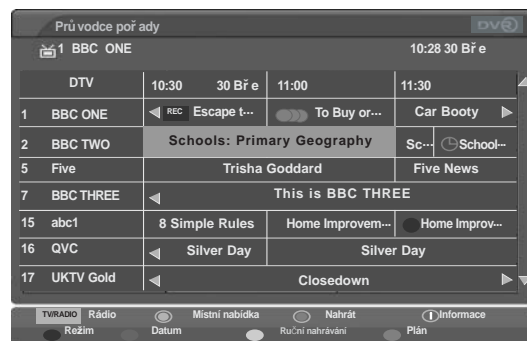 Průvodce pořady DVR
1 BBC ONE 10:28 30 Bře
DTV 10:30 30 Bře 11:00 11:30
1 BBC ONE REC Escape t--- To Buy or--- Car Booty
2 BBC TWO Schools: Primary Geography Sc--- School---
5 Five Trisha Goddard Five News
7 BBC THREE This is BBC THREE
15 abc1 8 Simple Rules Home Improvem--- Home Improv---
16 QVC Silver Day Silver Day
17 UKTV Gold Closedown
TV/RADIO Rádio Místní nabídka Nahrát Informace
Režim Datum Ruční nahrávání Plán